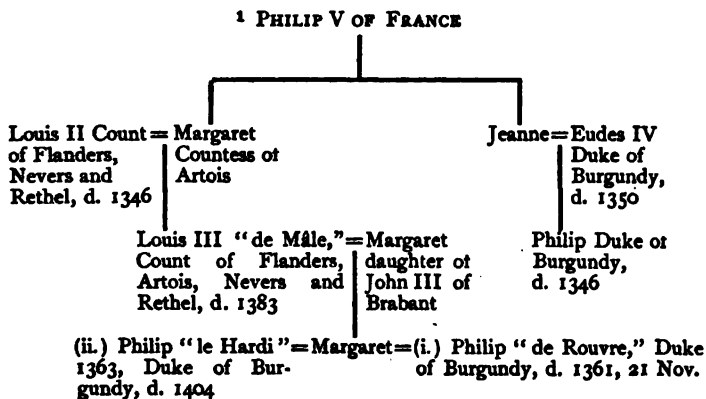 1 PHILIP V OF FRANCE
Louis II Count = Margaret
of Flanders, Countess of
Nevers and Artois
Rethel, d. 1346
Jeanne = Eudes IV
Duke of
Burgundy,
d. 1350
Louis III "de Mâle," = Margaret
Count of Flanders, daughter of
Artois, Nevers and John III of
Rethel, d. 1383 Brabant
Philip Duke of
Burgundy,
d. 1346
(ii.) Philip "le Hardi" = Margaret = (i.) Philip "de Rouvre," Duke
1363, Duke of Bur- of Burgundy, d. 1361, 21 Nov.
gundy, d. 1404